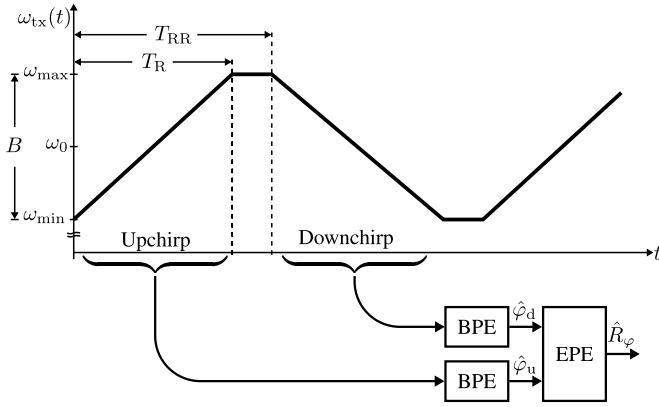 ω_tx(t)
T_RR
T_R
ω_max
B
ω_0
ω_min
Upchirp
Downchirp
t
BPE
φ̂_d
EPE
R̂_φ
BPE
φ̂_u